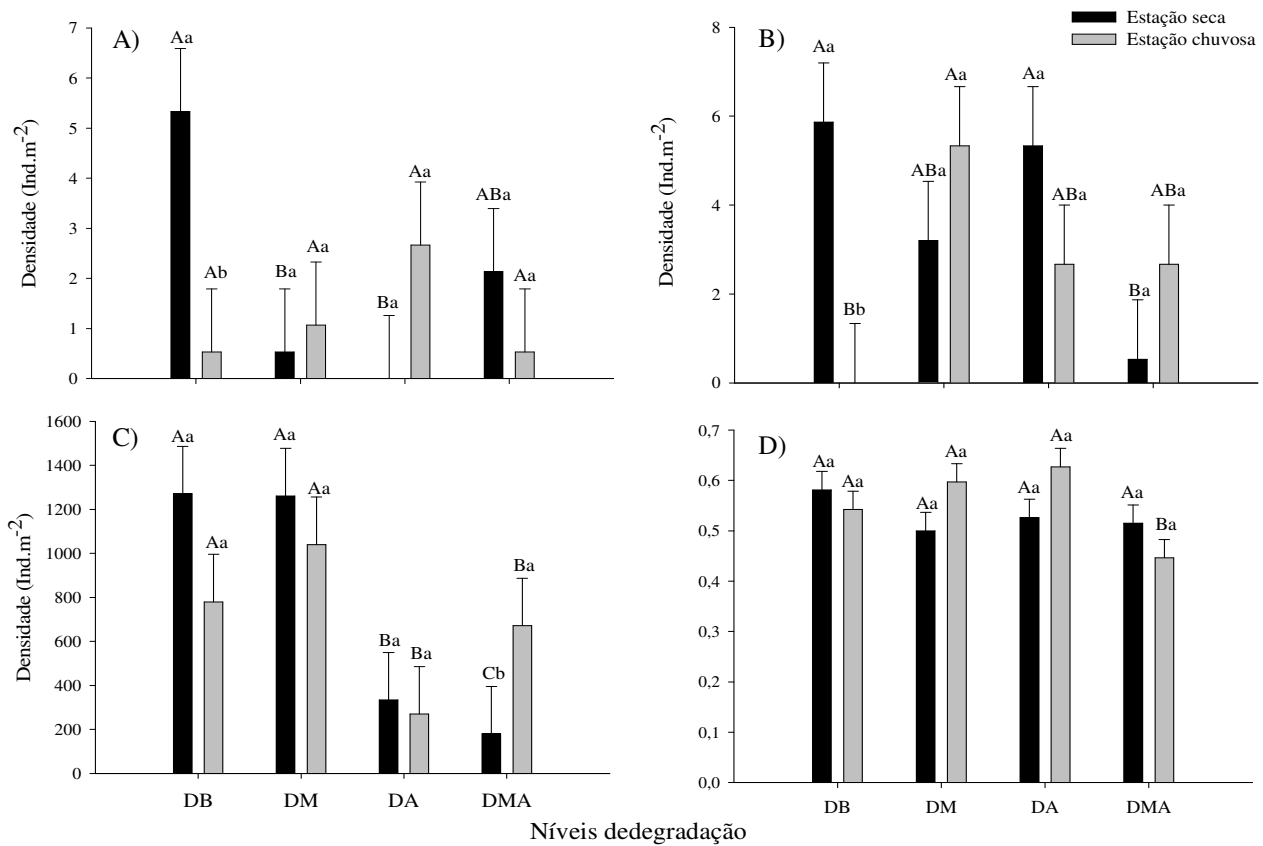 Estação seca
Estação chuvosa
A)
Densidade (Ind.m-2)
7
6
5
4
3
2
1
0
Aa
Ab
Ba
Aa
Ba
Aa
ABa
Aa
B)
Densidade (Ind.m-2)
8
6
4
2
0
Aa
Bb
ABa
Aa
Aa
ABa
Ba
ABa
C)
Densidade (Ind.m-2)
1600
1400
1200
1000
800
600
400
200
0
Aa
Aa
Aa
Aa
Ba
Ba
Cb
Ba
DB DM DA DMA
D)
0,7
0,6
0,5
0,4
0,3
0,2
0,1
0,0
Aa
Aa
Aa
Aa
Aa
Aa
Aa
Ba
DB DM DA DMA
Níveis dedegradação